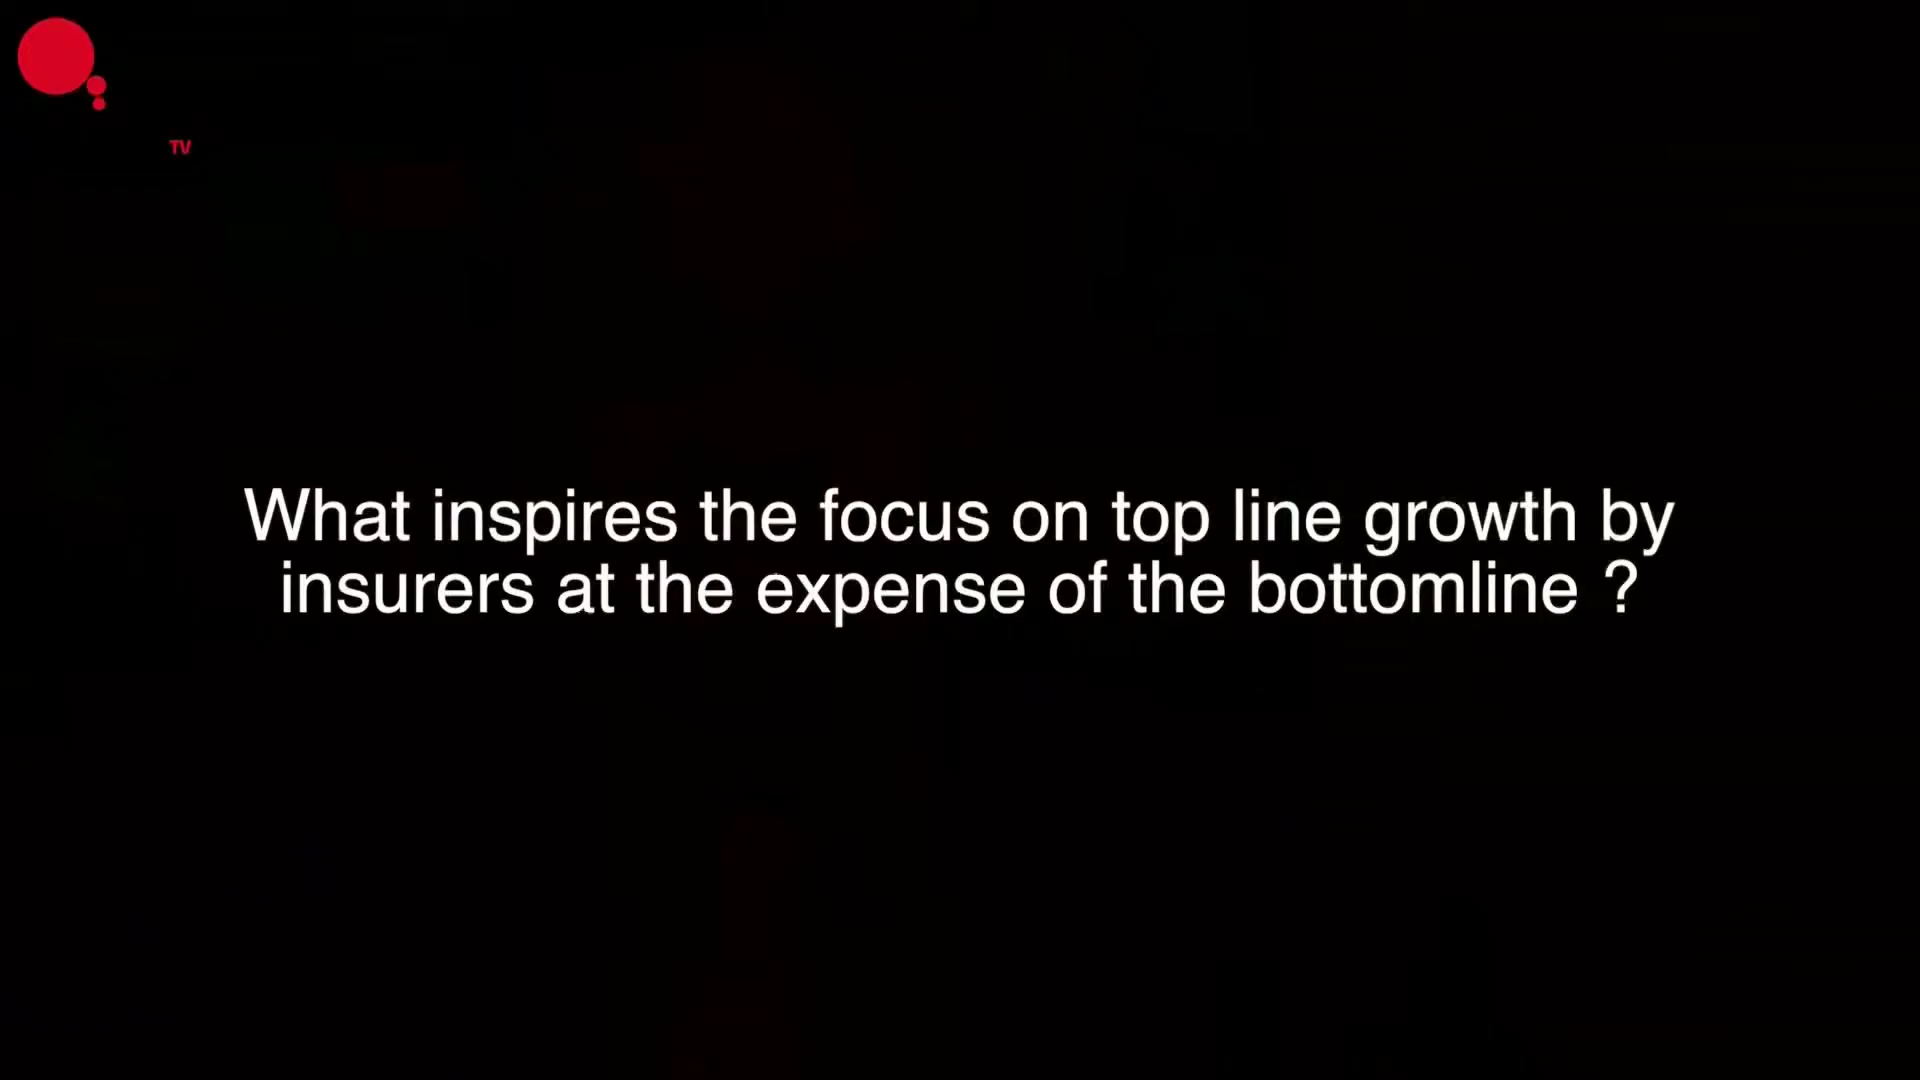 TV
What inspires the focus on top line growth by
insurers at the expense of the bottomline ?